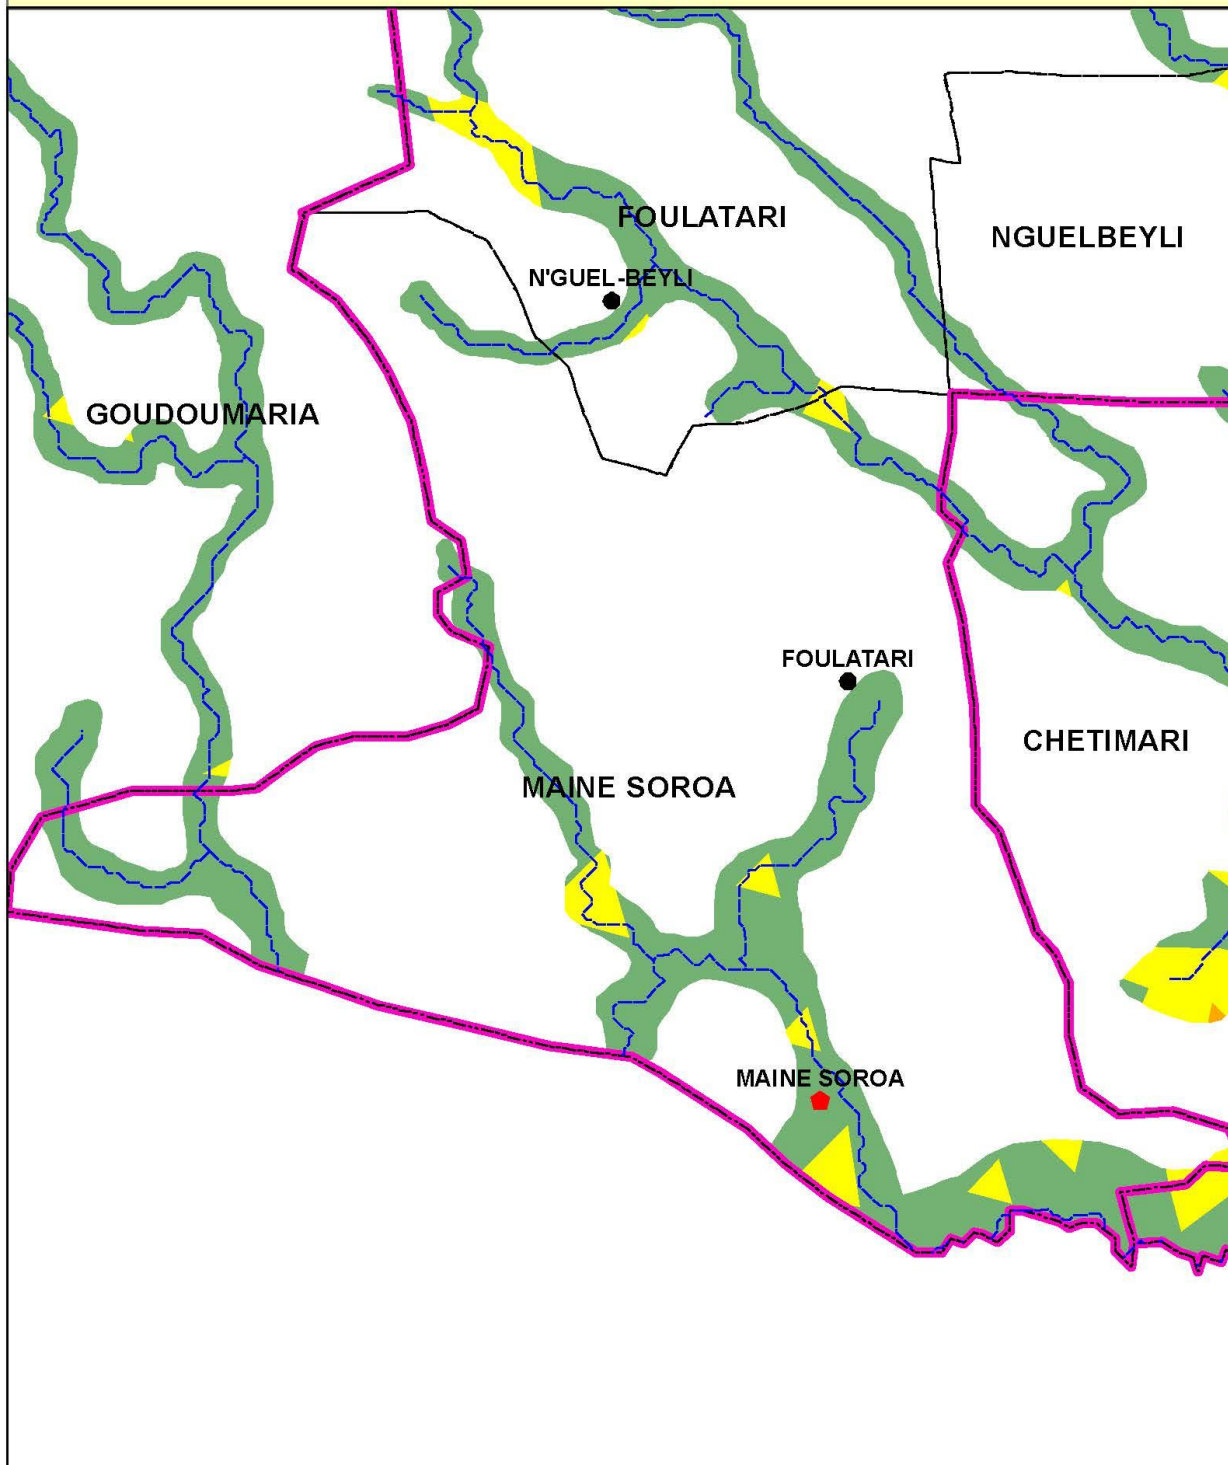 FOULATARI
NGUELBEYLI
N'GUEL-BEYLI
GOUDOUMARIA
FOULATARI
CHETIMARI
MAINE SOROA
MAINE SOROA